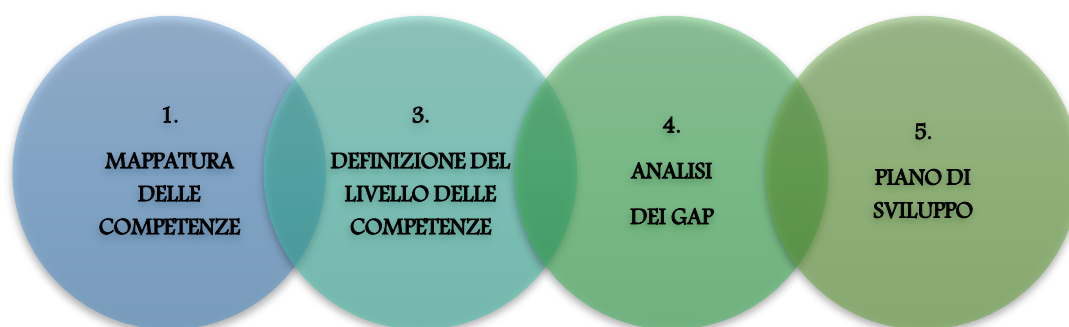 1.
MAPPATURA
DELLE
COMPETENZE
3.
DEFINIZIONE DEL
LIVELLO DELLE
COMPETENZE
4.
ANALISI
DEI GAP
5.
PIANO DI
SVILUPPO